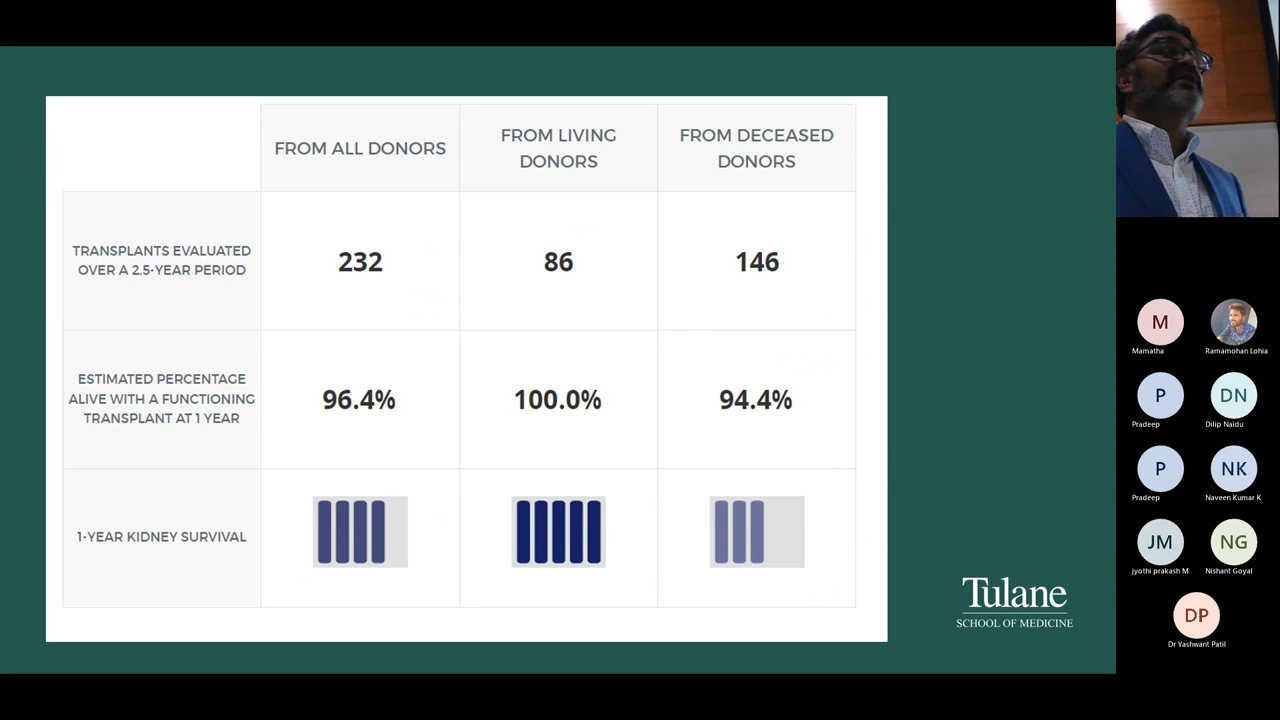 FROM ALL DONORS
FROM LIVING
DONORS
FROM DECEASED
DONORS
TRANSPLANTS EVALUATED
OVER A 2.5-YEAR PERIOD
232
86
146
ESTIMATED PERCENTAGE
ALIVE WITH A FUNCTIONING
TRANSPLANT AT 1 YEAR
96.4%
100.0%
94.4%
1-YEAR KIDNEY SURVIVAL
Tulane
SCHOOL OF MEDICINE
M
Mamatha
Ramamohan Lohia
P
Pradeep
DN
Dilip Naidu
P
Pradeep
NK
Naveen Kumar K
JM
jyothi prakash M
NG
Nishant Goyal
DP
Dr Yashwant Patil